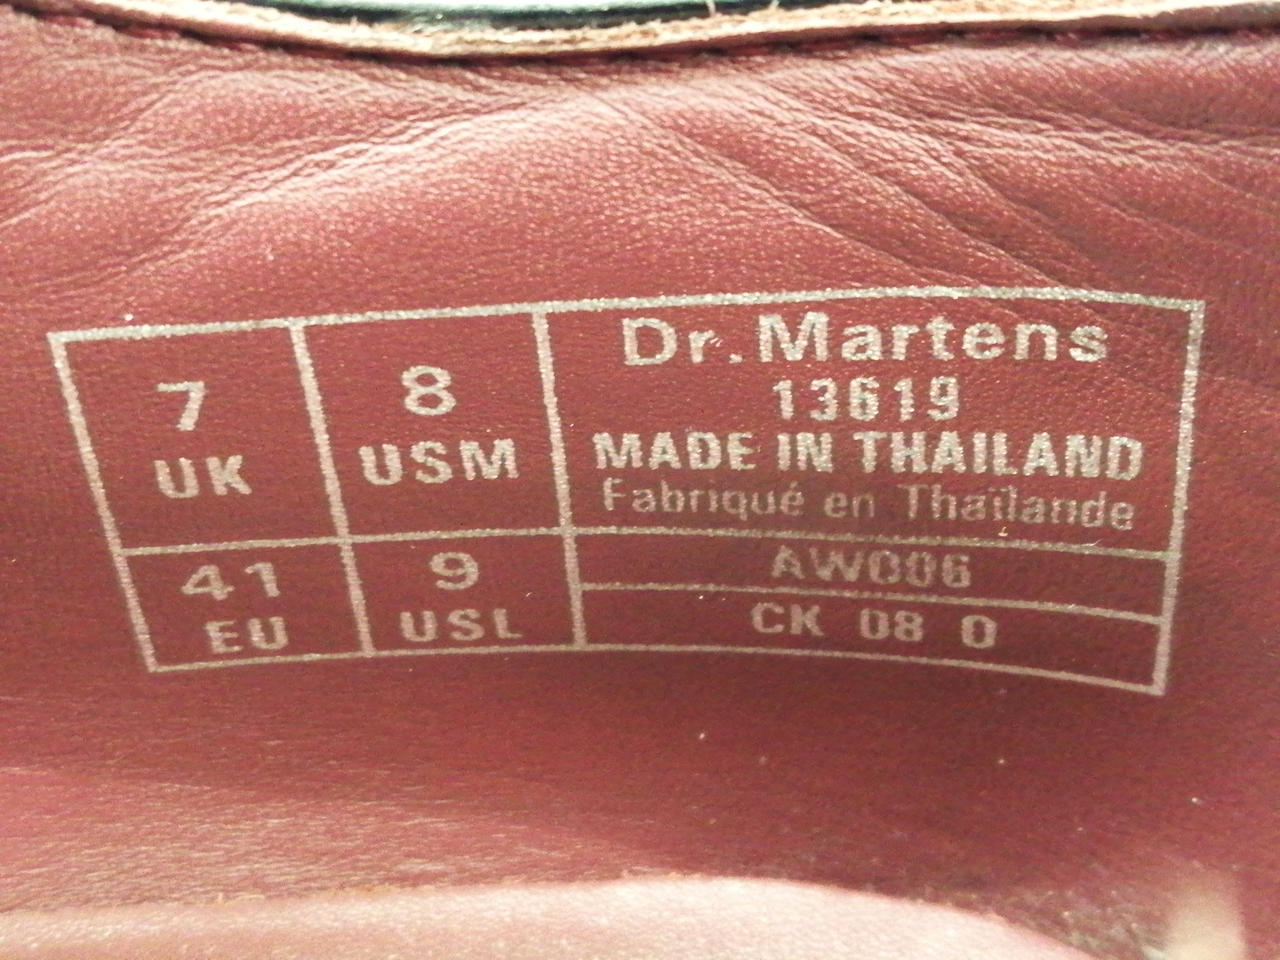 7
UK
8
USM
41
EU
9
USL
Dr.Martens
13619
MADE IN THAILAND
Fabriqué en Thaïlande
AW006
CK 08 O